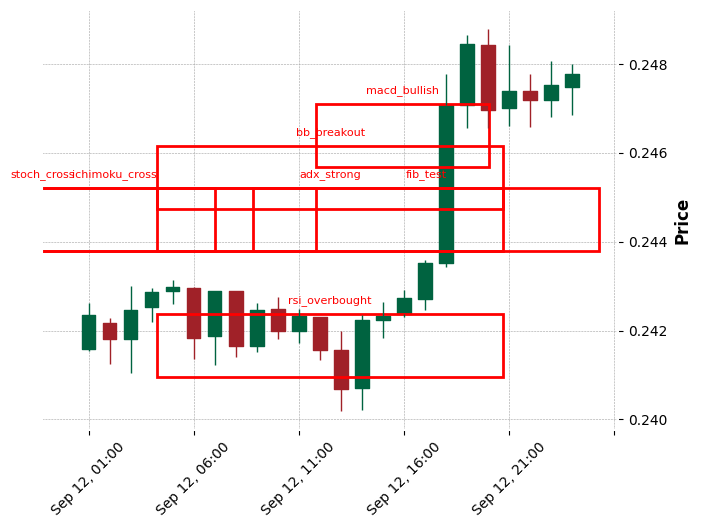 macd_bullish
0.248
bb_breakout
0.246
stoch_cross
ichimoku_cross
adx_strong
fib_test
Price
0.244
rsi_overbought
0.242
0.240
Sep 12, 01:00
Sep 12, 06:00
Sep 12, 11:00
Sep 12, 16:00
Sep 12, 21:00